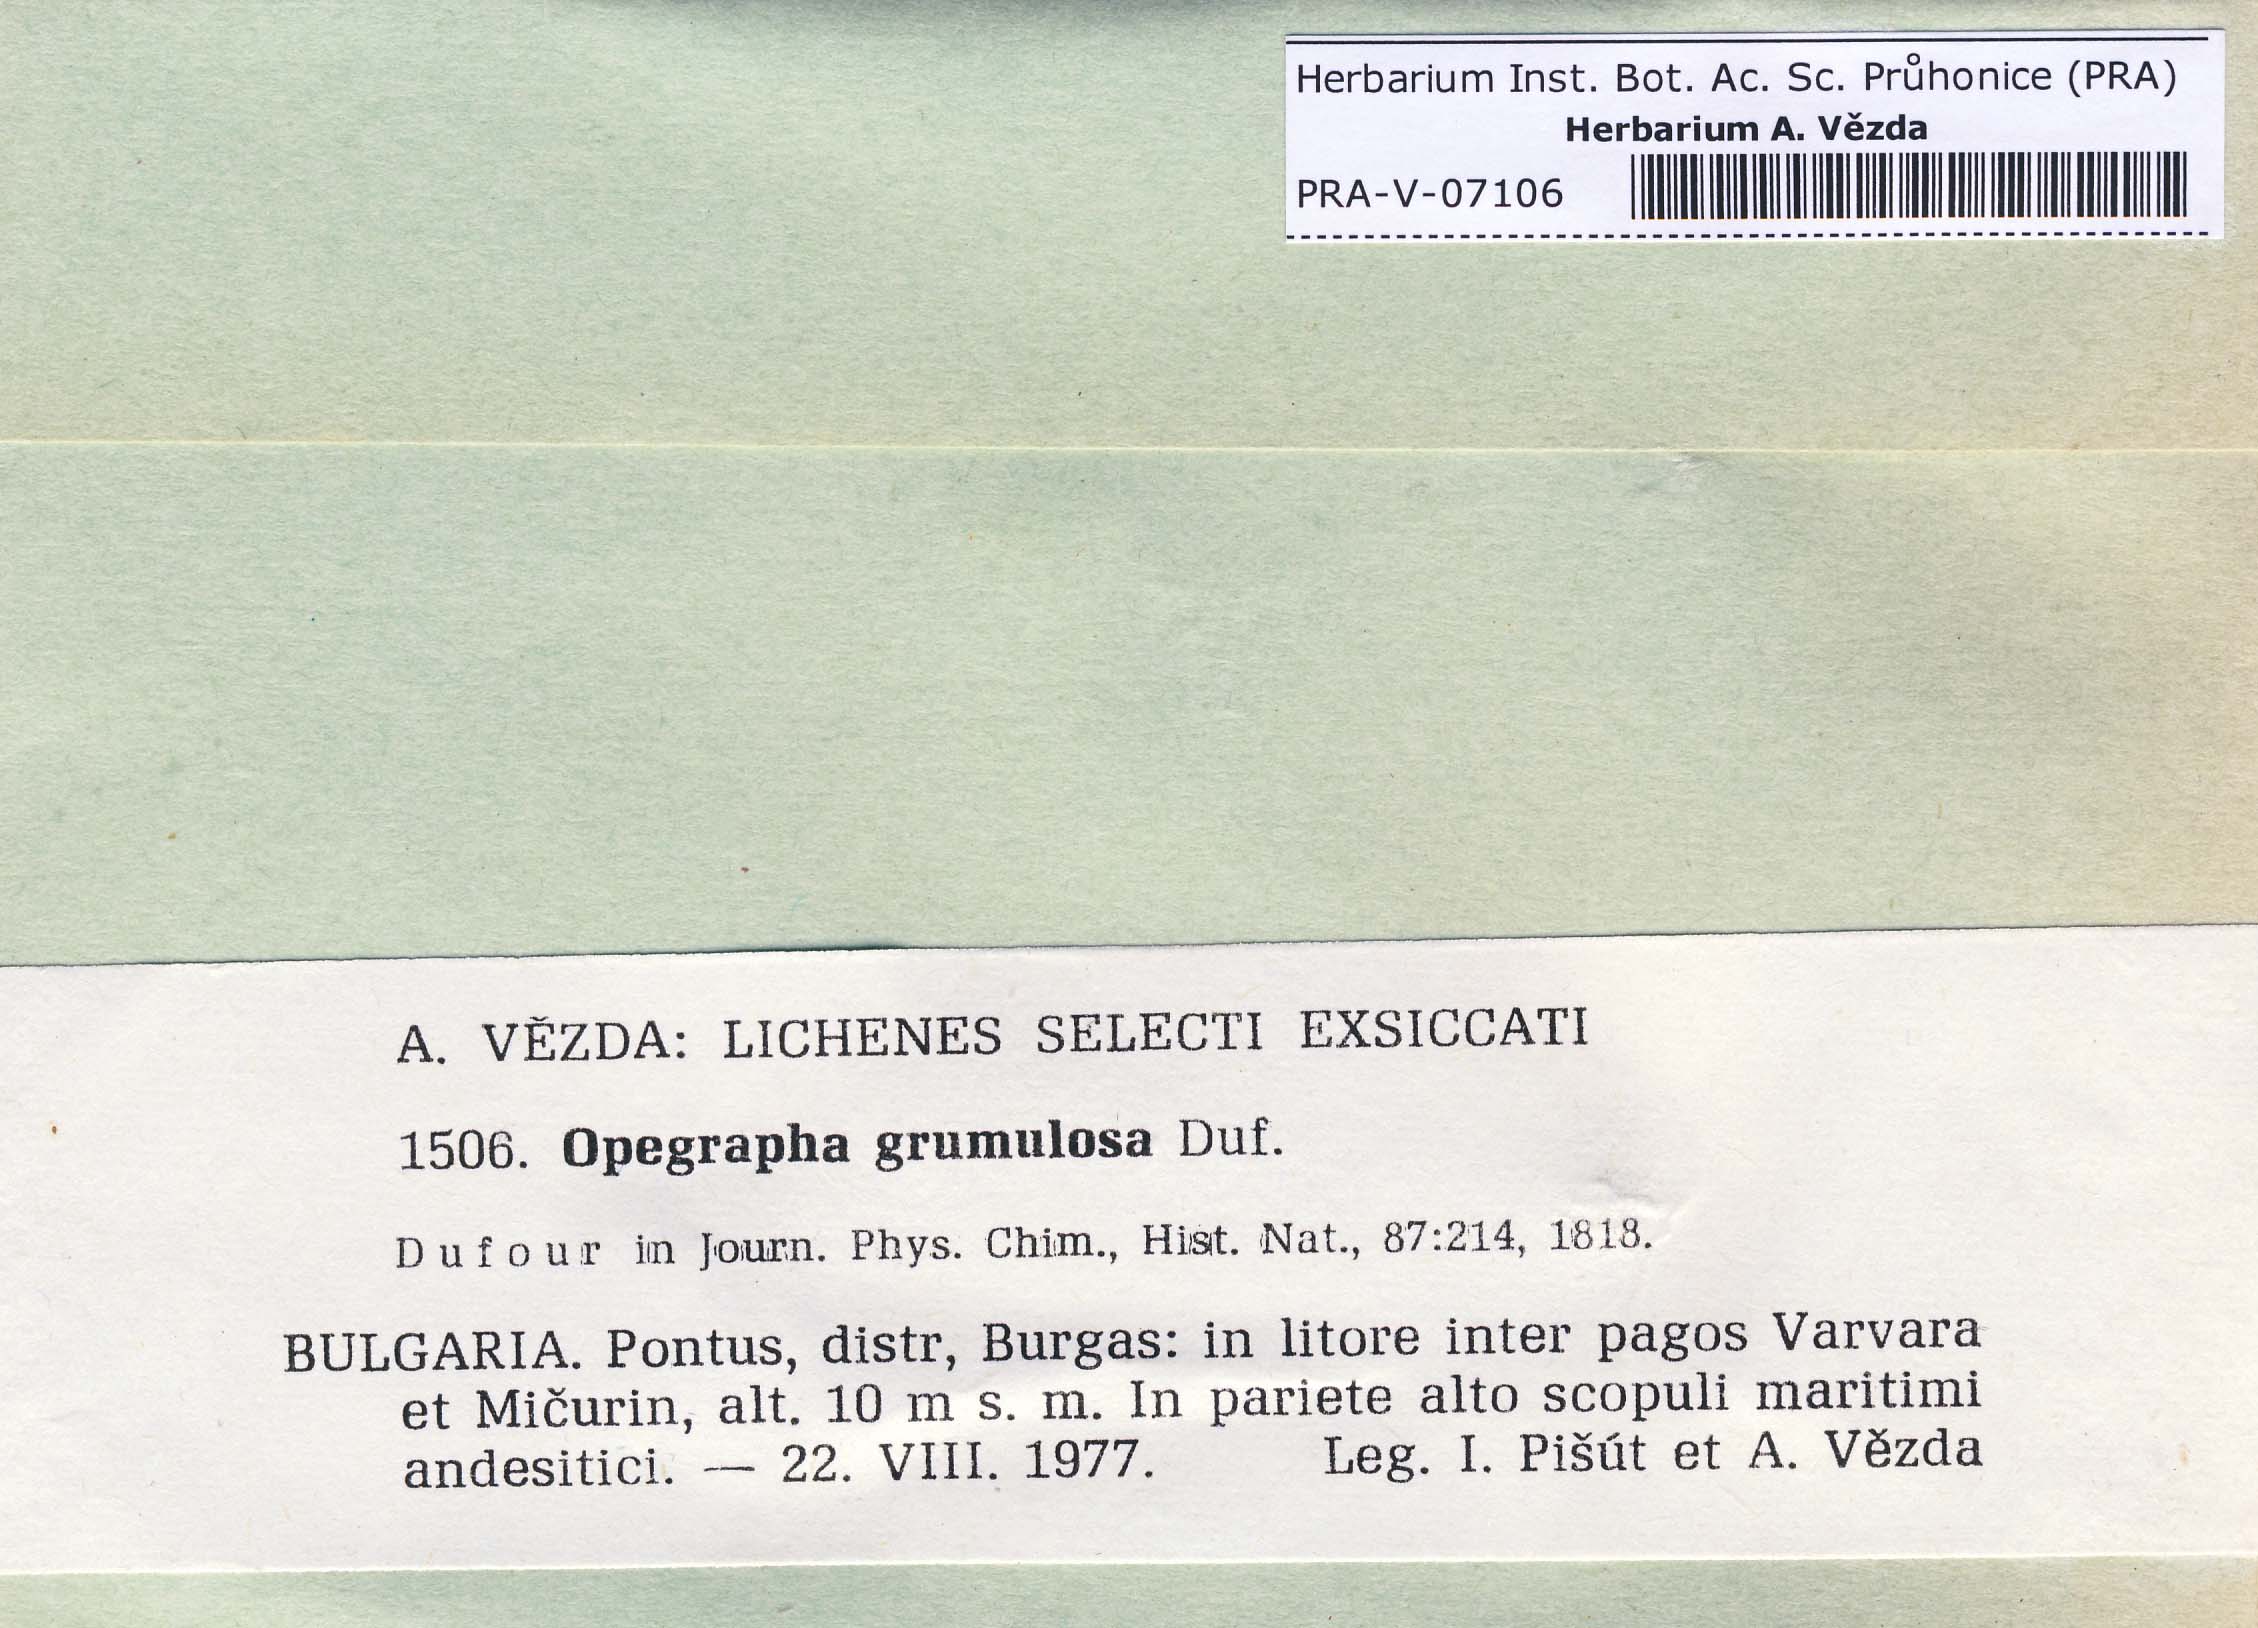 Herbarium Inst. Bot. Ac. Sc. Průhonice (PRA)
Herbarium A. Vězda
PRA-V-07106
A. VĚZDA: LICHENES SELECTI EXSICCATI
1506. Opegrapha grumulosa Duf.
Dufour in Journ. Phys. Chim., Hist. Nat., 87:214, 1818.
BULGARIA. Pontus, distr, Burgas: in litore inter pagos Varvara
et Mičurin, alt. 10 m s. m. In pariete alto scopuli maritimi
andesitici. — 22. VIII. 1977. Leg. I. Pišút et A. Vězda